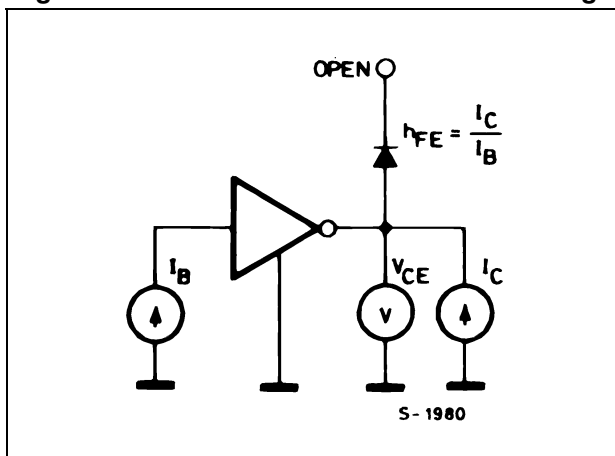 OPEN
hFE = IC
IB
IB
VCE
IC
V
S-1980